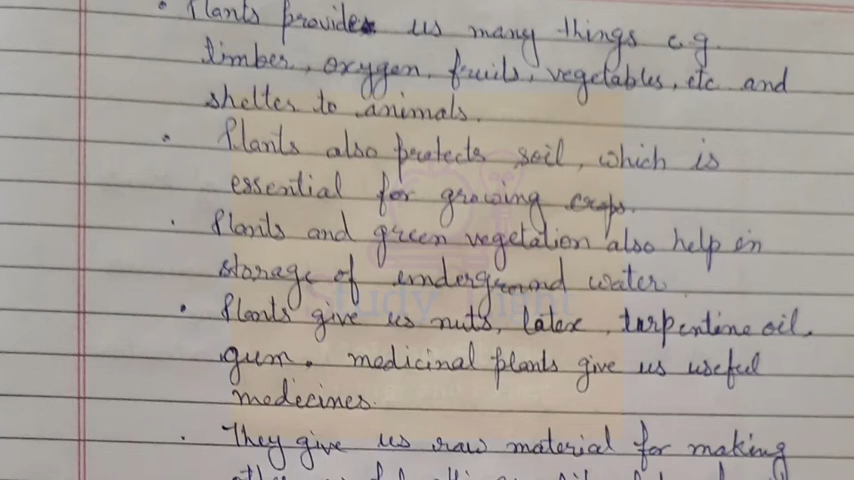 • Plants provides us many things e.g.
timber, oxygen, fruits, vegetables, etc and
shelter to animals.
• Plants also protects soil, which is
essential for growing crops.
• Plants and green vegetation also help in
storage of underground water.
• Plants give us nuts, latex, turpentine oil.
gum. medicinal plants give us useful
medecines.
• They give us raw material for making